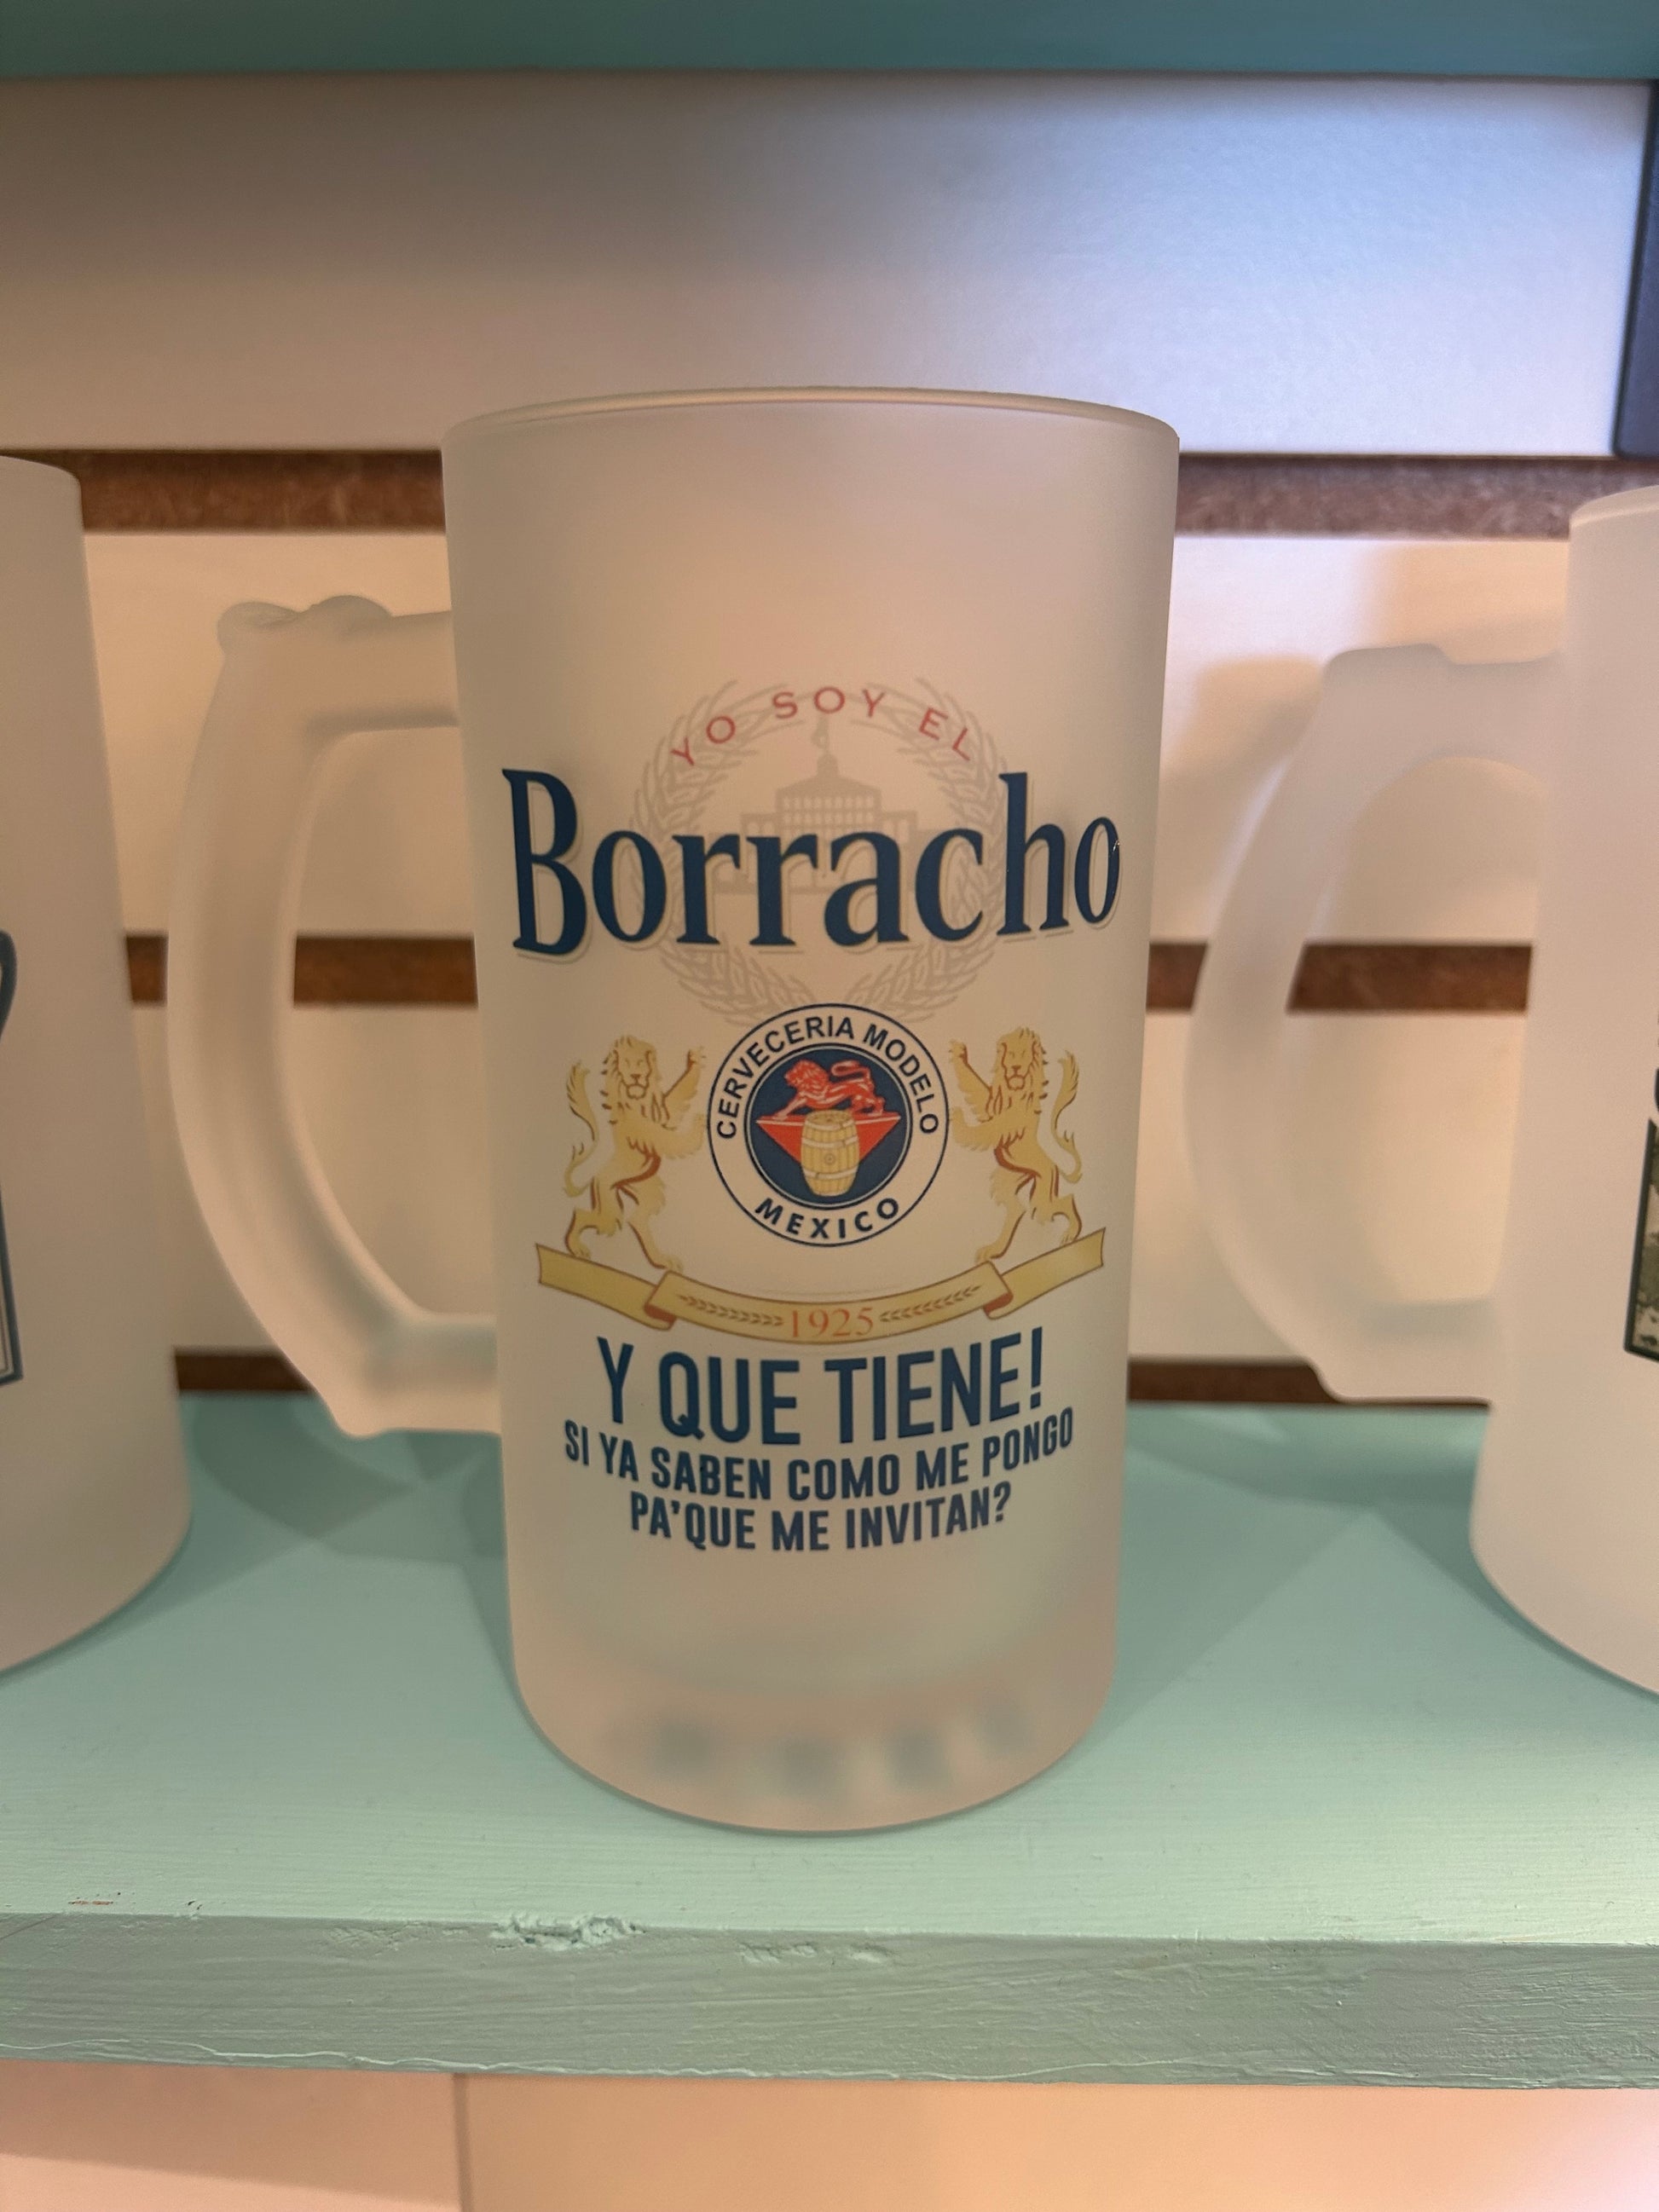 YO SOY EL
Borracho
CERVECERIA MODELO
MEXICO
1925
Y QUE TIENE!
SI YA SABEN COMO ME PONGO
PA'QUE ME INVITAN?